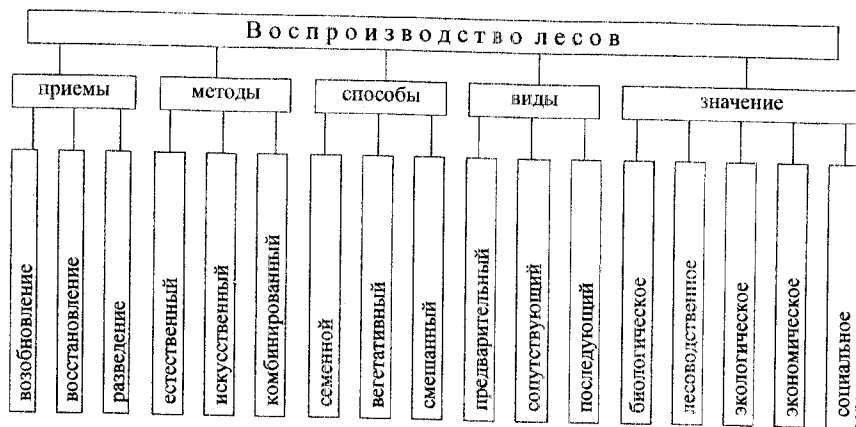 Воспроизводство лесов
приемы
методы
способы
виды
значение
возобновление
восстановление
разведение
естественный
искусственный
комбинированный
семенной
вегетативный
смешанный
предварительный
сопутствующий
последующий
биологическое
лесоводственное
экологическое
экономическое
социальное